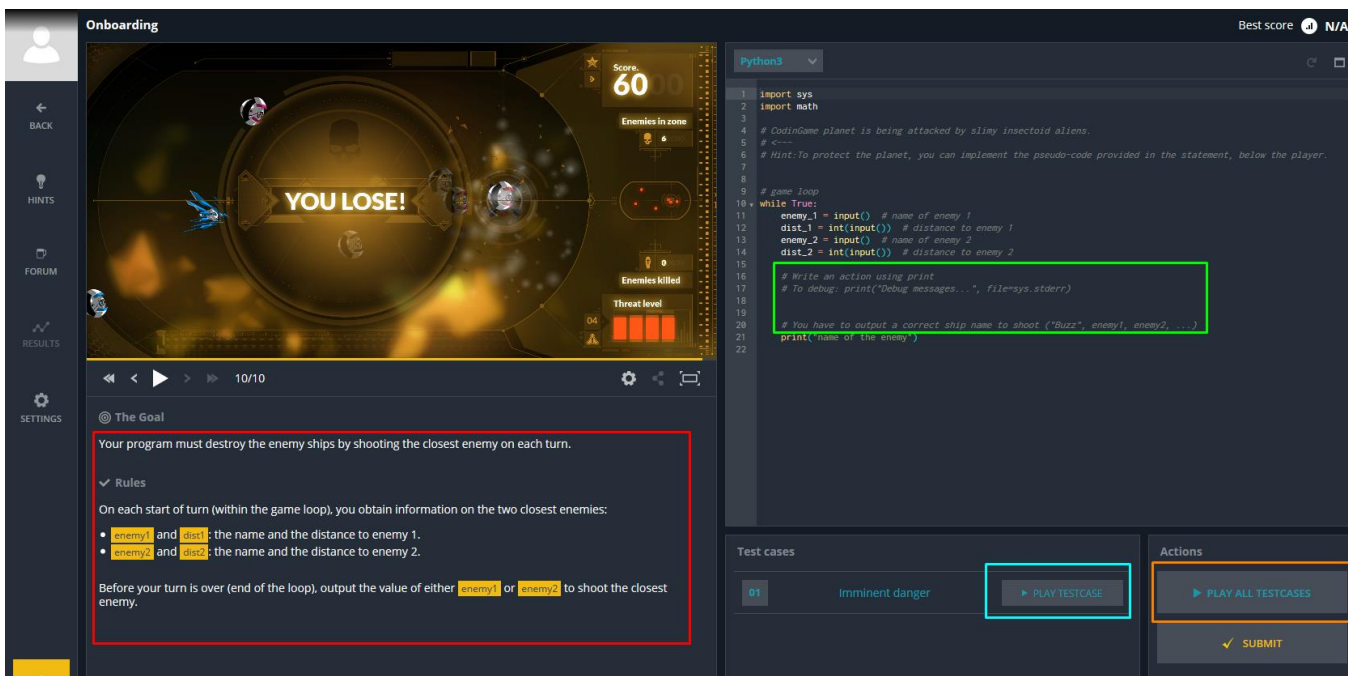 Onboarding
Best score N/A
BACK
HINTS
FORUM
RESULTS
SETTINGS
Score.
6000
Enemies in zone
6
YOU LOSE!
0
Enemies killed
Threat level
04
10/10
The Goal
Your program must destroy the enemy ships by shooting the closest enemy on each turn.
Rules
On each start of turn (within the game loop), you obtain information on the two closest enemies:
enemy1 and dist1: the name and the distance to enemy 1.
enemy2 and dist2: the name and the distance to enemy 2.
Before your turn is over (end of the loop), output the value of either enemy1 or enemy2 to shoot the closest
enemy.
Python3
1 import sys
2 import math
3
4 # CodinGame planet is being attacked by slimy insectoid aliens.
5 # <---
6 # Hint:To protect the planet, you can implement the pseudo-code provided in the statement, below the player.
7
8
9 # game loop
10 while True:
11 enemy_1 = input() # name of enemy 1
12 dist_1 = int(input()) # distance to enemy 1
13 enemy_2 = input() # name of enemy 2
14 dist_2 = int(input()) # distance to enemy 2
15
16 # Write an action using print
17 # To debug: print("Debug messages...", file=sys.stderr)
18
19
20 # You have to output a correct ship name to shoot ("Buzz", enemy1, enemy2, ...)
21 print("name of the enemy")
22
Test cases
01 Imminent danger PLAY TESTCASE
Actions
PLAY ALL TESTCASES
SUBMIT